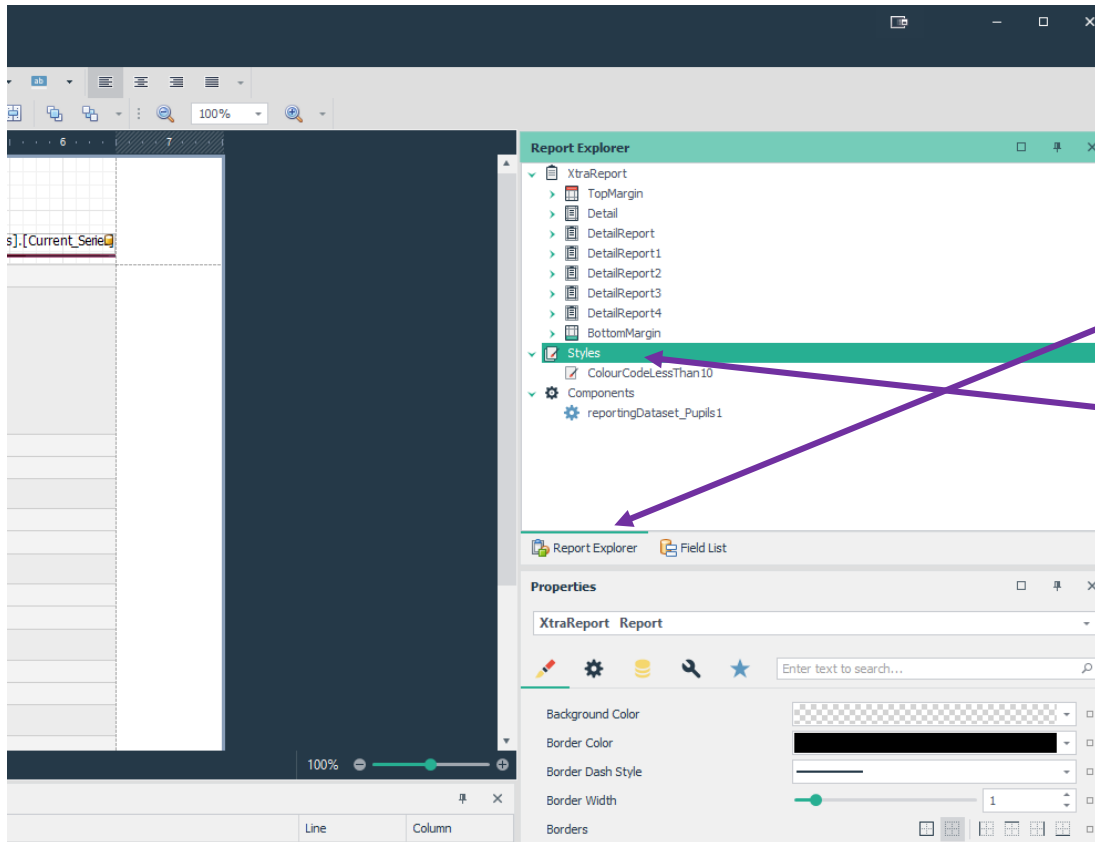 ab
100%
6 7
s].[Current_Serie
Report Explorer
XtraReport
TopMargin
Detail
DetailReport
DetailReport1
DetailReport2
DetailReport3
DetailReport4
BottomMargin
Styles
ColourCodeLessThan10
Components
reportingDataset_Pupils1
Report Explorer Field List
Properties
XtraReport Report
Enter text to search...
Background Color
Border Color
Border Dash Style
Border Width 1
Borders
100%
Line Column